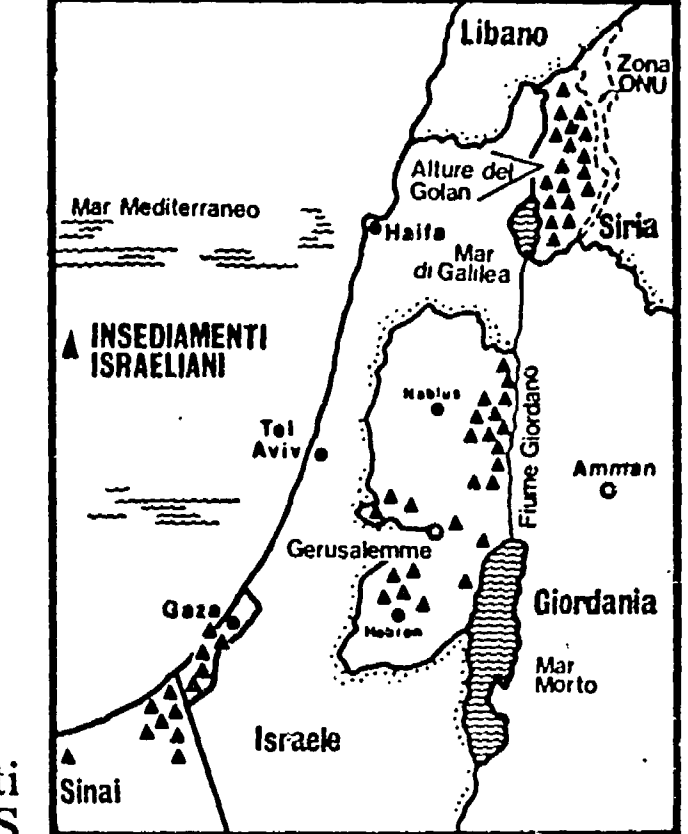 Libano
Zona
ONU
Alture del
Golan
Mar Mediterraneo
Haifa
Siria
Mar
di Galilea
INSEDIAMENTI
ISRAELIANI
Nablus
Fiume Giordano
Tel
Aviv
Amman
Gerusalemme
Gaza
Hebron
Giordania
Mar
Morto
Israele
Sinai
ti
S